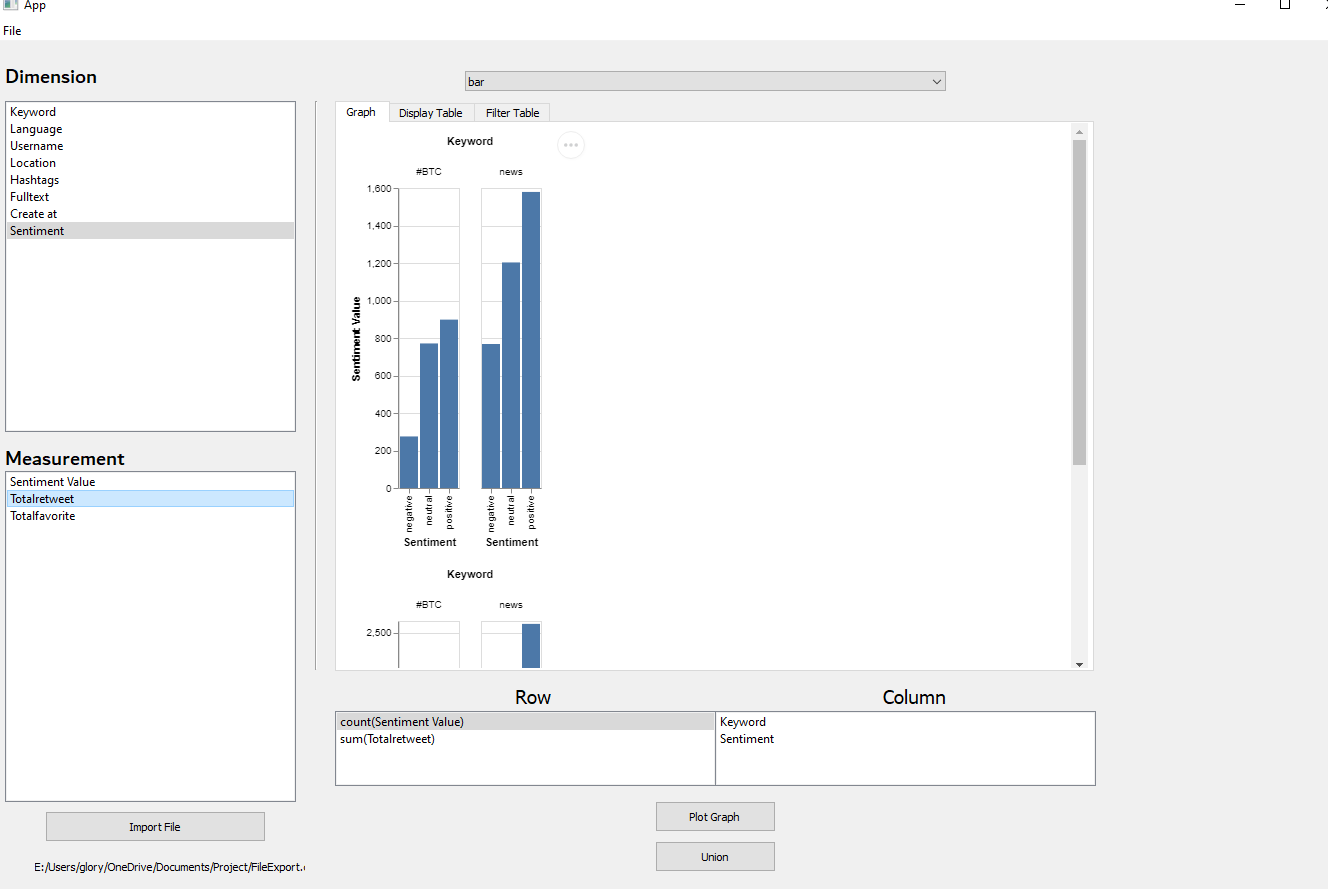 App
File
Dimension
Keyword
Language
Username
Location
Hashtags
Fulltext
Create at
Sentiment
Measurement
Sentiment Value
Totalretweet
Totalfavorite
Import File
E:/Users/glory/OneDrive/Documents/Project/FileExport.
bar
Graph Display Table Filter Table
Keyword
#BTC news
1,600
1,400
1,200
1,000
800
600
400
200
0
Sentiment Value
negative neutral positive negative neutral positive
Sentiment Sentiment
Keyword
#BTC news
2,500
Row Column
count(Sentiment Value) Keyword
sum(Totalretweet) Sentiment
Plot Graph
Union